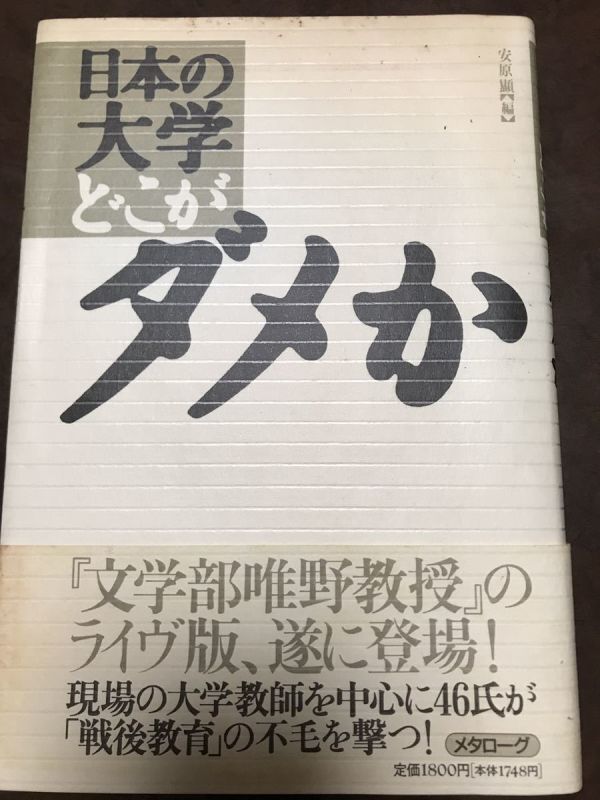 日本の
大学
どこが
ダメか
安原顯【編】
『文学部唯野教授』の
ライヴ版、遂に登場!
現場の大学教師を中心に46氏が
「戦後教育」の不毛を撃つ!
メタローグ
定価1800円[本体1748円]